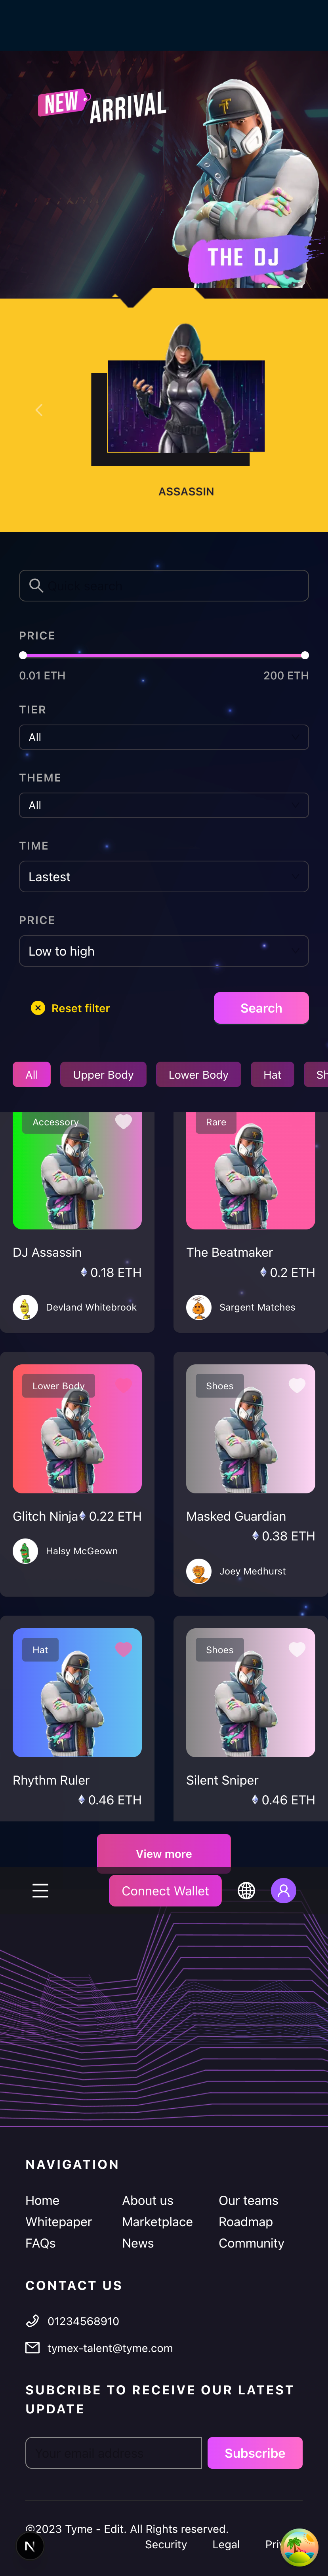 NEW ARRIVAL
THE DJ
ASSASSIN
PRICE
0.01 ETH 200 ETH
TIER
All
THEME
All
TIME
Lastest
PRICE
Low to high
Reset filter Search
All Upper Body Lower Body Hat Sh
Accessory Rare
DJ Assassin The Beatmaker
0.18 ETH 0.2 ETH
Devland Whitebrook Sargent Matches
Lower Body Shoes
Glitch Ninja 0.22 ETH Masked Guardian
0.38 ETH
Halsy McGeown Joey Medhurst
Hat Shoes
Rhythm Ruler Silent Sniper
0.46 ETH 0.46 ETH
View more
Connect Wallet
NAVIGATION
Home About us Our teams
Whitepaper Marketplace Roadmap
FAQs News Community
CONTACT US
01234568910
tymex-talent@tyme.com
SUBCRIBE TO RECEIVE OUR LATEST
UPDATE
Subscribe
©2023 Tyme - Edit. All Rights reserved.
Security Legal Pri
N